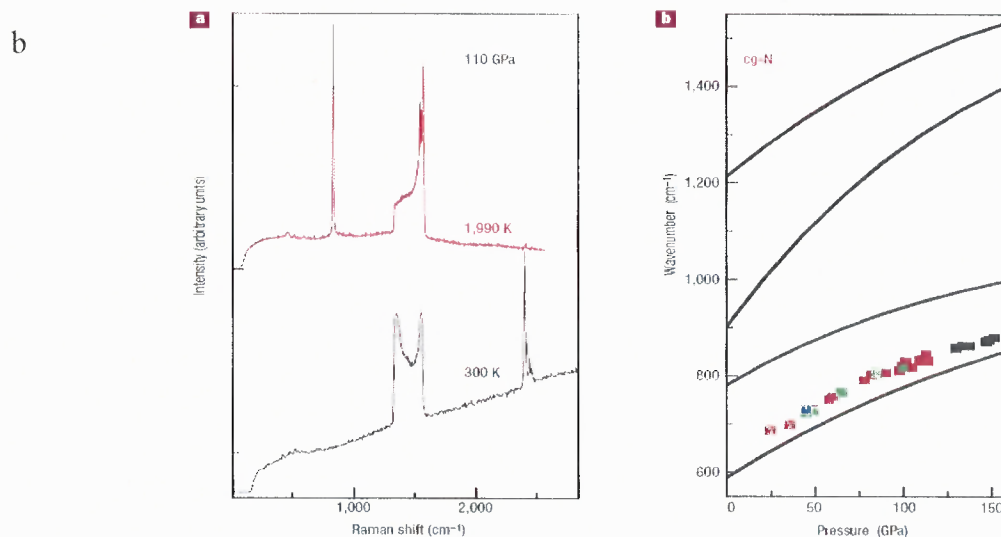 b
a
110 GPa
1,990 K
300 K
Intensity (arbitrary units)
1,000
2,000
Raman shift (cm⁻¹)
b
cg-N
1,400
1,200
1,000
800
600
Wavenumber (cm⁻¹)
0
50
100
150
Pressure (GPa)